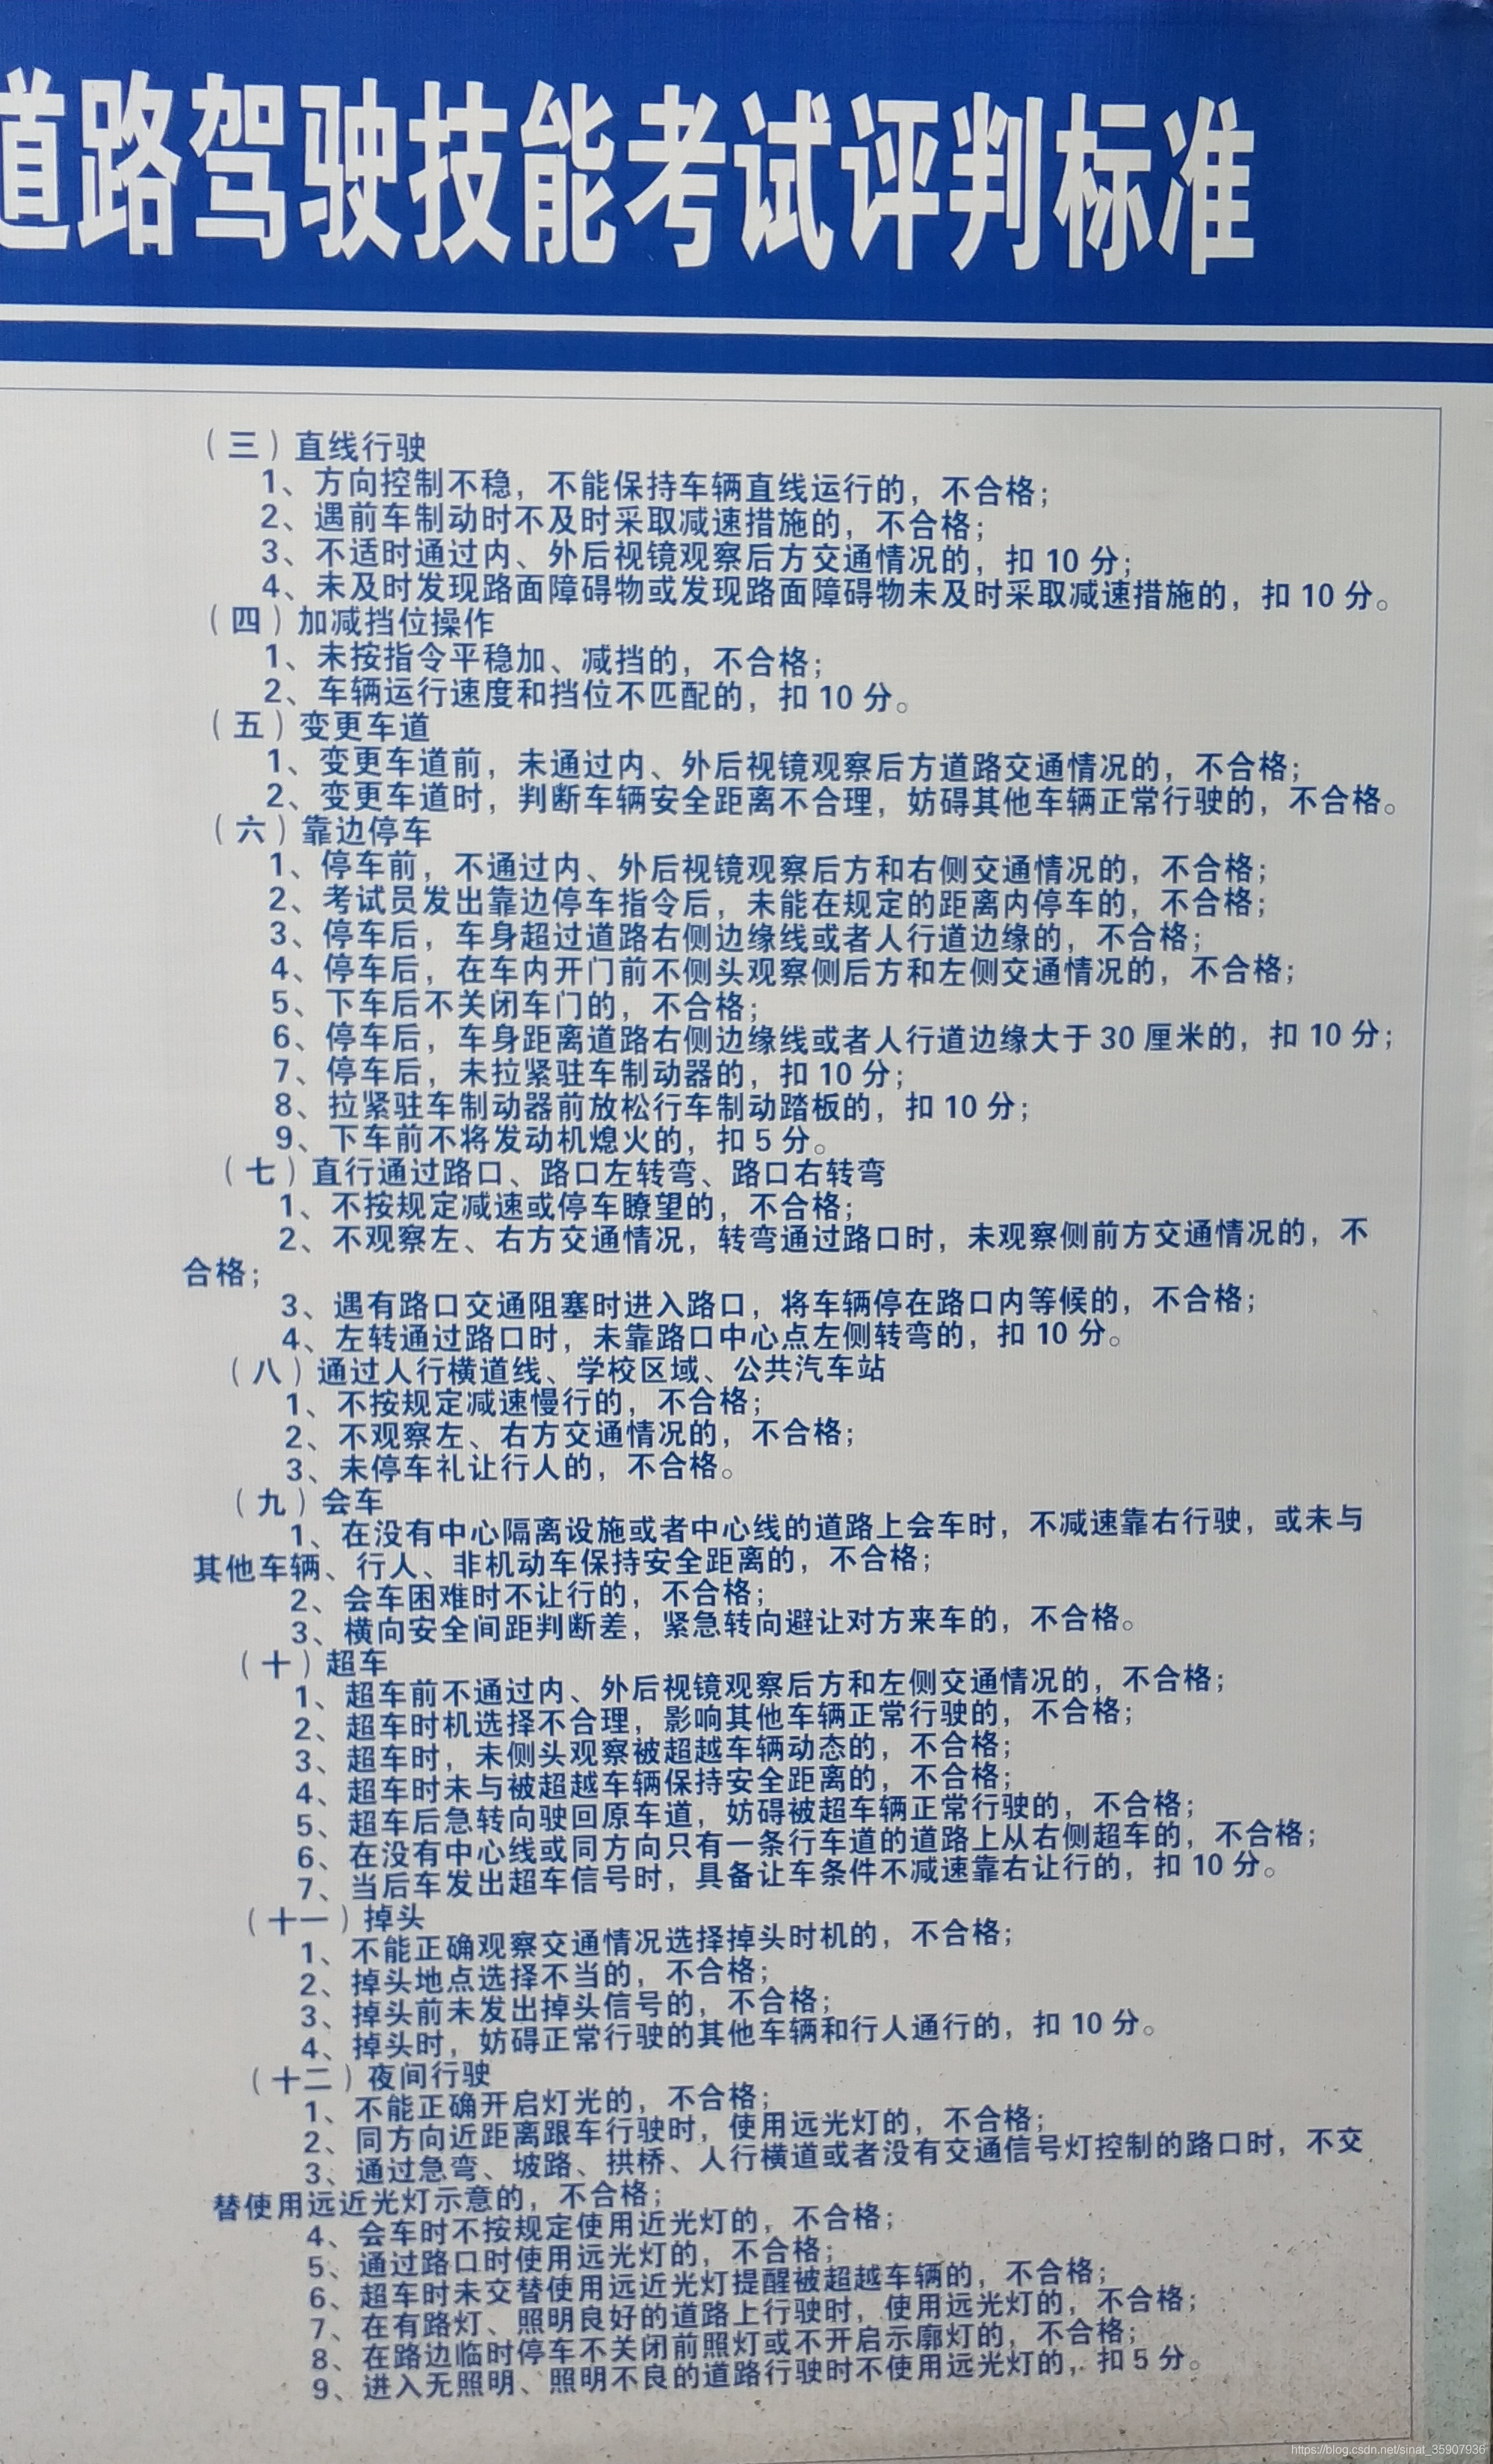 道路驾驶技能考试评判标准
（三）直线行驶
1、方向控制不稳，不能保持车辆直线运行的，不合格；
2、遇前车制动时不及时采取减速措施的，不合格；
3、不适时通过内、外后视镜观察后方交通情况的，扣 10 分；
4、未及时发现路面障碍物或发现路面障碍物未及时采取减速措施的，扣 10 分。
（四）加减挡位操作
1、未按指令平稳加、减挡的，不合格；
2、车辆运行速度和挡位不匹配的，扣 10 分。
（五）变更车道
1、变更车道前，未通过内、外后视镜观察后方道路交通情况的，不合格；
2、变更车道时，判断车辆安全距离不合理，妨碍其他车辆正常行驶的，不合格。
（六）靠边停车
1、停车前，不通过内、外后视镜观察后方和右侧交通情况的，不合格；
2、考试员发出靠边停车指令后，未能在规定的距离内停车的，不合格；
3、停车后，车身超过道路右侧边缘线或者人行道边缘的，不合格；
4、停车后，在车内开门前不侧头观察侧后方和左侧交通情况的，不合格；
5、下车后不关闭车门的，不合格；
6、停车后，车身距离道路右侧边缘线或者人行道边缘大于 30 厘米的，扣 10 分；
7、停车后，未拉紧驻车制动器的，扣 10 分；
8、拉紧驻车制动器前放松行车制动踏板的，扣 10 分；
9、下车前不将发动机熄火的，扣 5 分。
（七）直行通过路口、路口左转弯、路口右转弯
1、不按规定减速或停车瞭望的，不合格；
2、不观察左、右方交通情况，转弯通过路口时，未观察侧前方交通情况的，不
合格；
3、遇有路口交通阻塞时进入路口，将车辆停在路口内等候的，不合格；
4、左转通过路口时，未靠路口中心点左侧转弯的，扣 10 分。
（八）通过人行横道线、学校区域、公共汽车站
1、不按规定减速慢行的，不合格；
2、不观察左、右方交通情况的，不合格；
3、未停车礼让行人的，不合格。
（九）会车
1、在没有中心隔离设施或者中心线的道路上会车时，不减速靠右行驶，或未与
其他车辆、行人、非机动车保持安全距离的，不合格；
2、会车困难时不让行的，不合格；
3、横向安全间距判断差，紧急转向避让对方来车的，不合格。
（十）超车
1、超车前不通过内、外后视镜观察后方和左侧交通情况的，不合格；
2、超车时机选择不合理，影响其他车辆正常行驶的，不合格；
3、超车时，未侧头观察被超越车辆动态的，不合格；
4、超车时未与被超越车辆保持安全距离的，不合格；
5、超车后急转向驶回原车道，妨碍被超车辆正常行驶的，不合格；
6、在没有中心线或同方向只有一条行车道的道路上从右侧超车的，不合格；
7、当后车发出超车信号时，具备让车条件不减速靠右让行的，扣 10 分。
（十一）掉头
1、不能正确观察交通情况选择掉头时机的，不合格；
2、掉头地点选择不当的，不合格；
3、掉头前未发出掉头信号的，不合格；
4、掉头时，妨碍正常行驶的其他车辆和行人通行的，扣 10 分。
（十二）夜间行驶
1、不能正确开启灯光的，不合格；
2、同方向近距离跟车行驶时，使用远光灯的，不合格；
3、通过急弯、坡路、拱桥、人行横道或者没有交通信号灯控制的路口时，不交
替使用远近光灯示意的，不合格；
4、会车时不按规定使用近光灯的，不合格；
5、通过路口时使用远光灯的，不合格；
6、超车时未交替使用远近光灯提醒被超越车辆的，不合格；
7、在有路灯、照明良好的道路上行驶时，使用远光灯的，不合格；
8、在路边临时停车不关闭前照灯或不开启示廓灯的，不合格；
9、进入无照明、照明不良的道路行驶时不使用远光灯的，扣 5 分。
https://blog.csdn.net/sinat_35907936